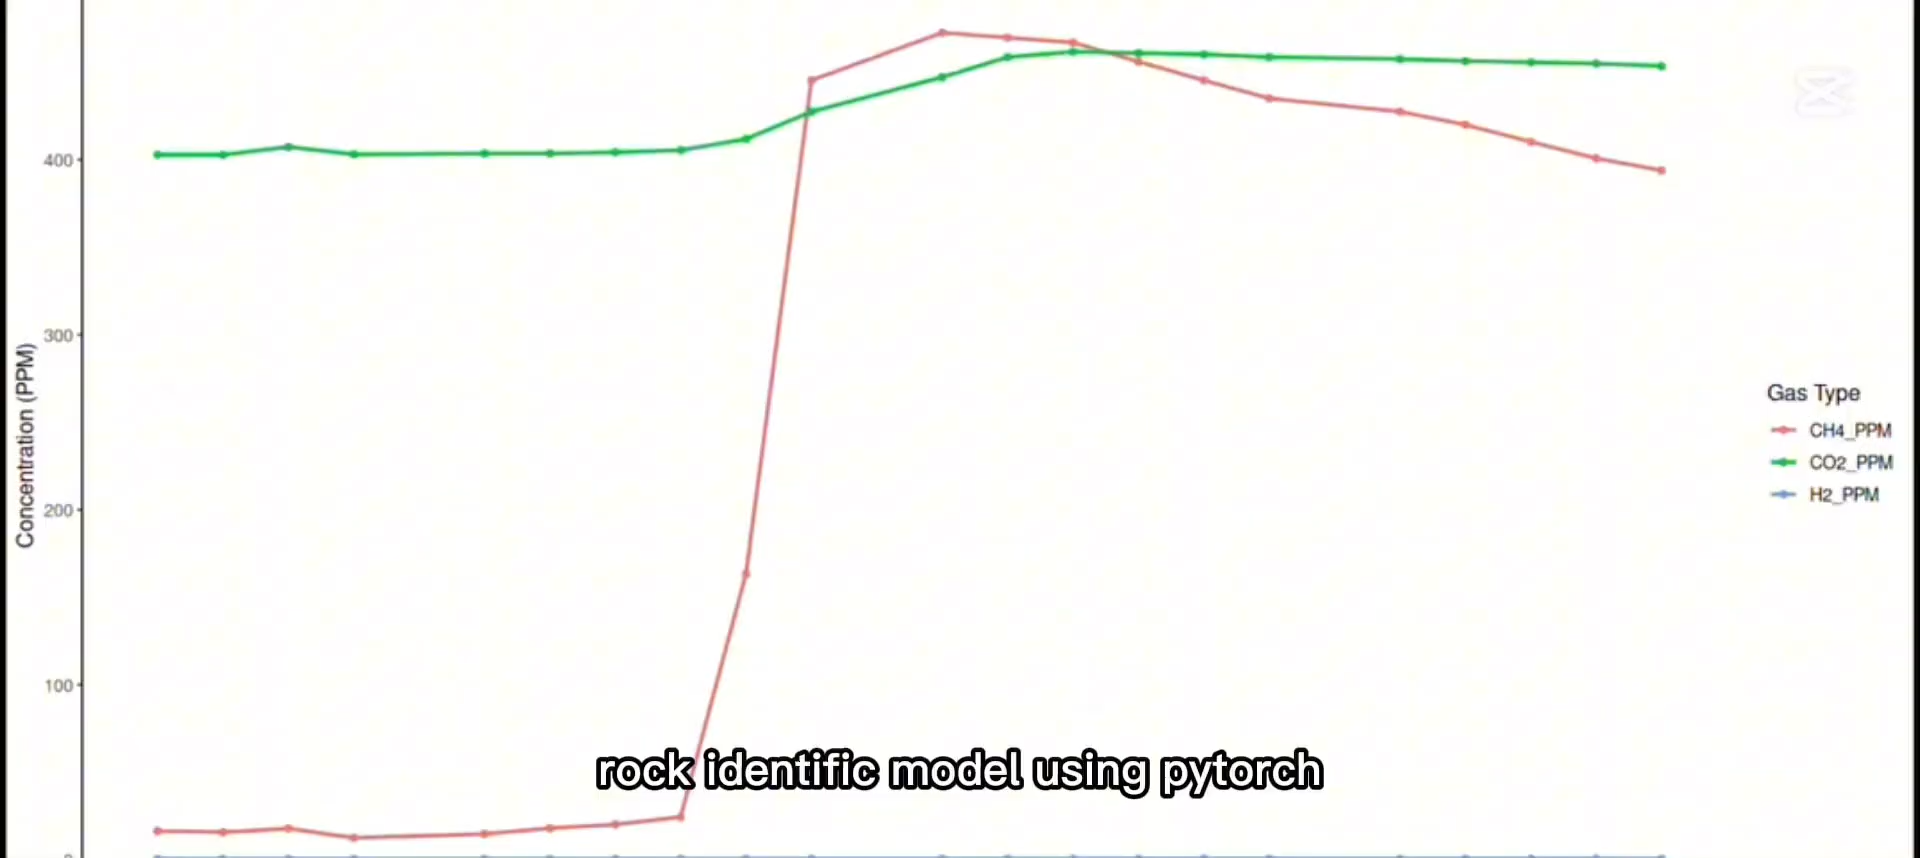 400
300
200
100
Concentration (PPM)
Gas Type
CH4_PPM
CO2_PPM
H2_PPM
rock identific model using pytorch